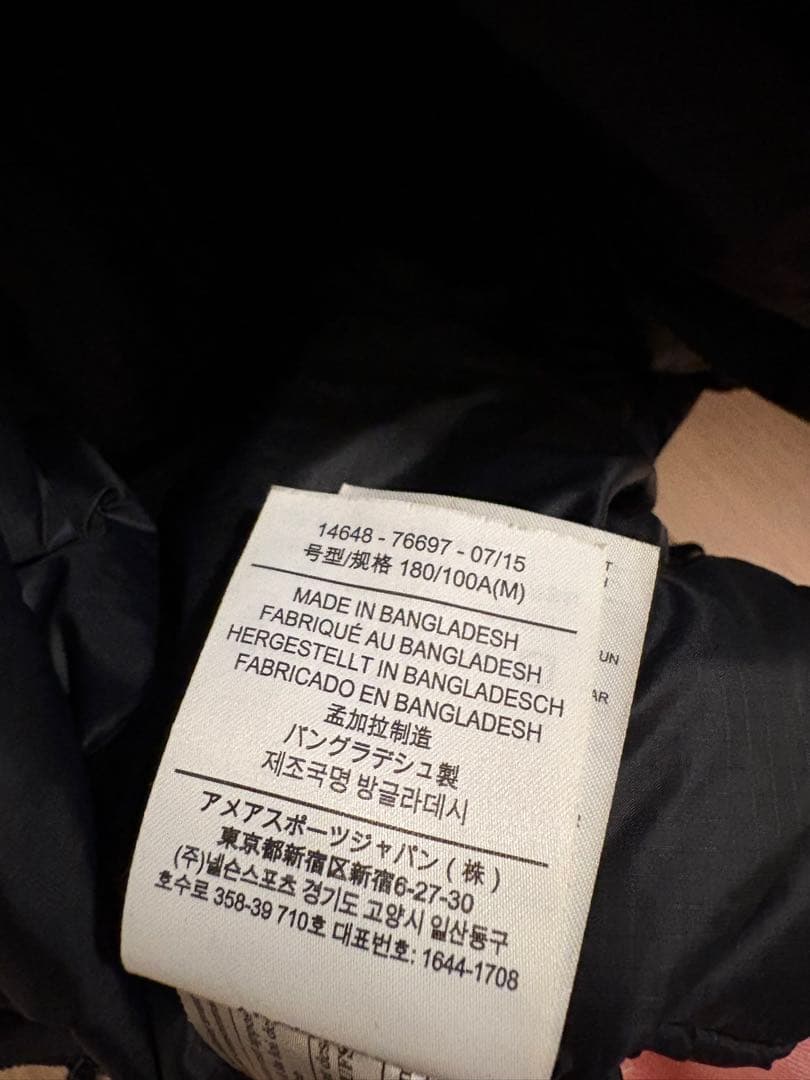 14648 - 76697 - 07/15
号型/规格 180/100A(M)
MADE IN BANGLADESH
FABRIQUÉ AU BANGLADESH
HERGESTELLT IN BANGLADESCH
FABRICADO EN BANGLADESH
孟加拉制造
バングラデシュ製
제조국명 방글라데시
アメアスポーツジャパン(株)
東京都新宿区新宿6-27-30
(주)넬슨스포츠 경기도 고양시 일산동구
호수로 358-39 710호 대표번호: 1644-1708
UN
AR